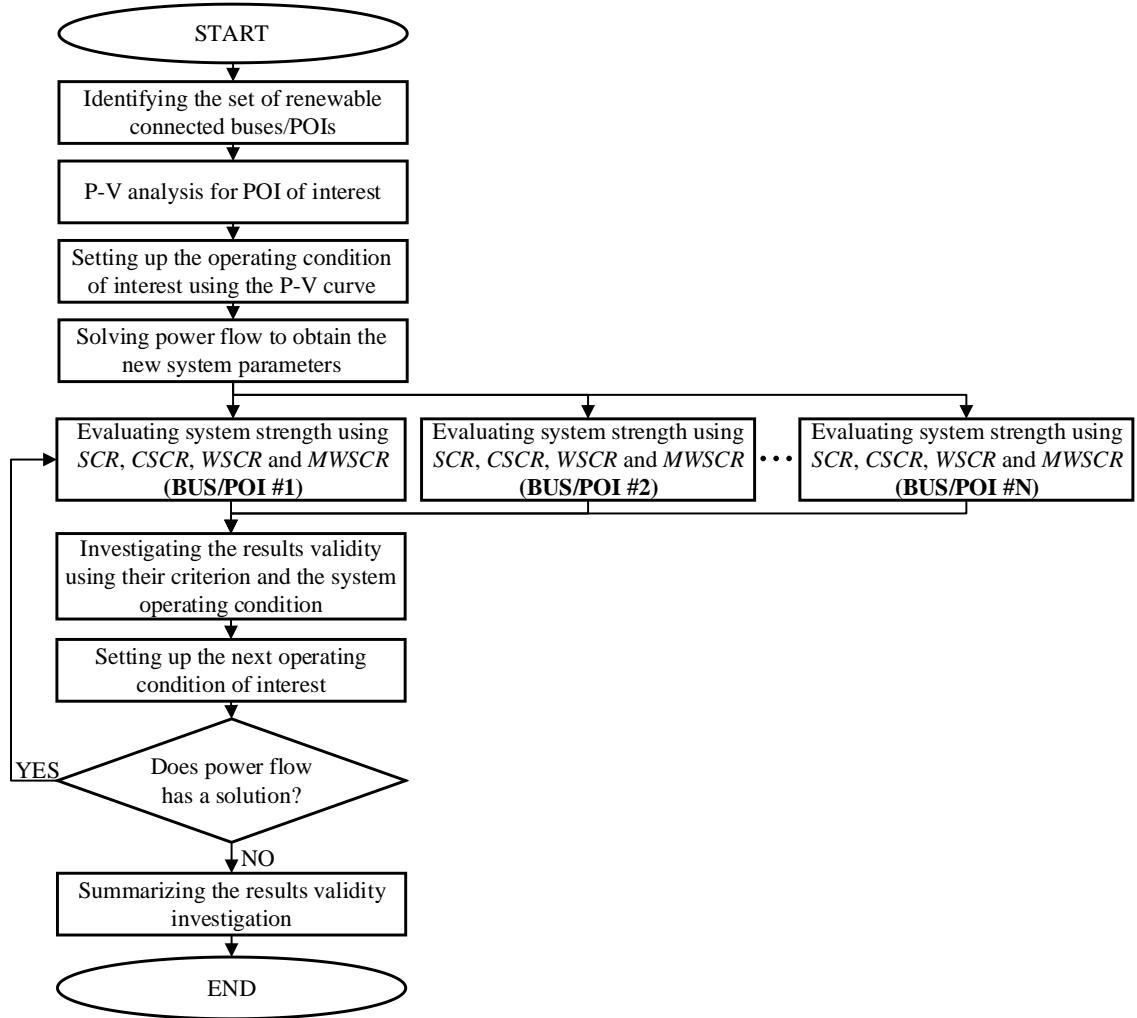 START
Identifying the set of renewable
connected buses/POIs
P-V analysis for POI of interest
Setting up the operating condition
of interest using the P-V curve
Solving power flow to obtain the
new system parameters
Evaluating system strength using
SCR, CSCR, WSCR and MWSCR
(BUS/POI #1)
Evaluating system strength using
SCR, CSCR, WSCR and MWSCR
(BUS/POI #2)
...
Evaluating system strength using
SCR, CSCR, WSCR and MWSCR
(BUS/POI #N)
Investigating the results validity
using their criterion and the system
operating condition
Setting up the next operating
condition of interest
YES
Does power flow
has a solution?
NO
Summarizing the results validity
investigation
END